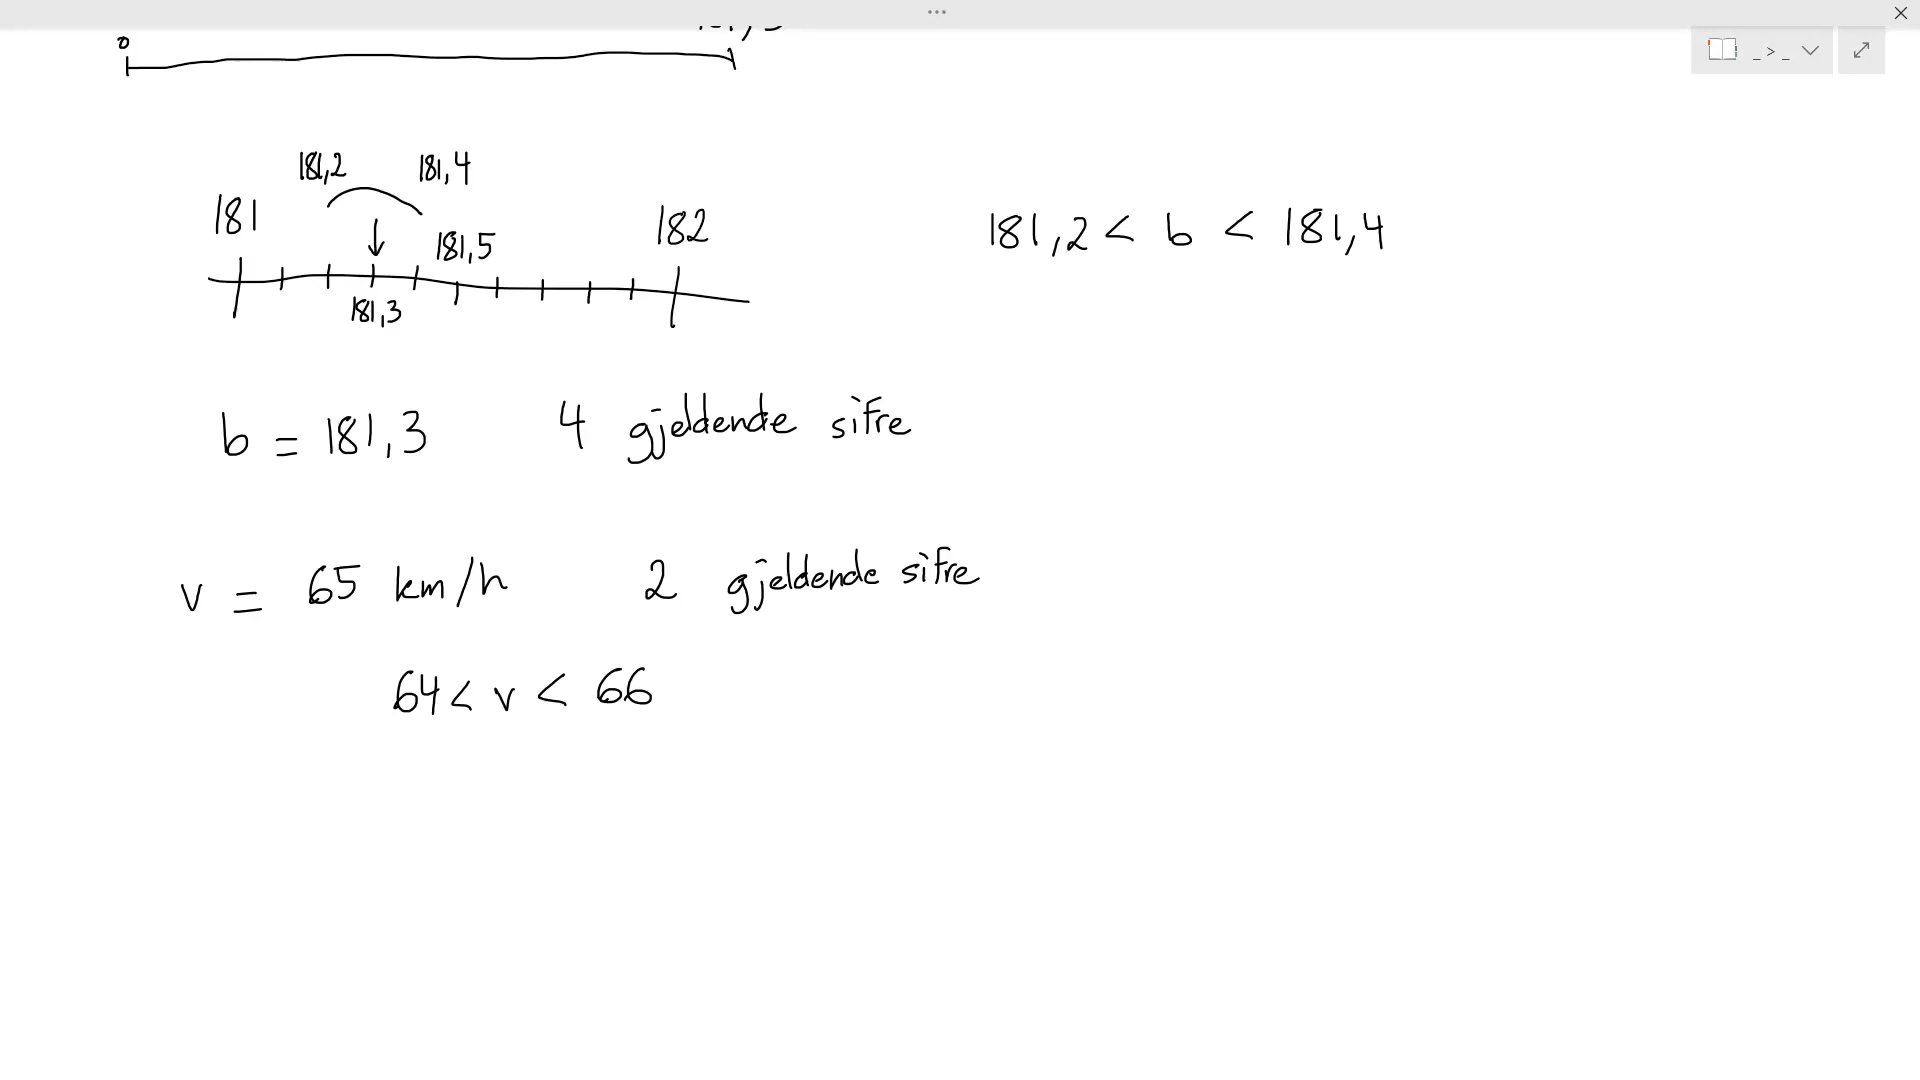 0
181,2 181,4
181 181,5 182
181,3
181,2 < b < 181,4
b = 181,3 4 gjeldende sifre
v = 65 km/h 2 gjeldende sifre
64 < v < 66